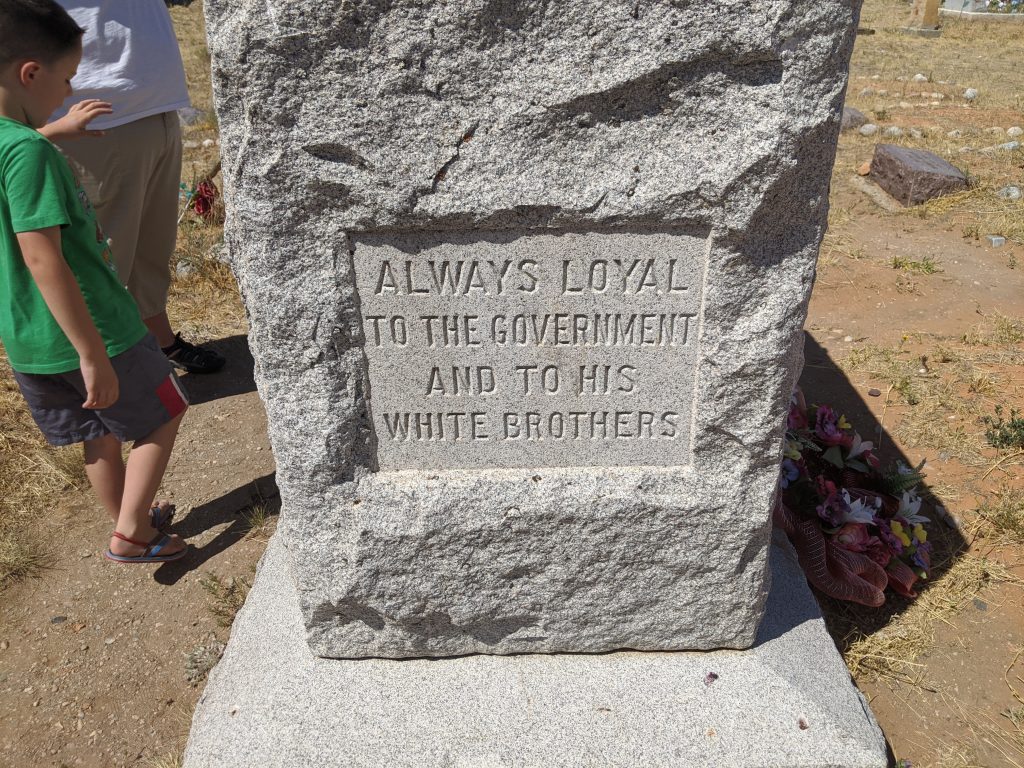 ALWAYS LOYAL
TO THE GOVERNMENT
AND TO HIS
WHITE BROTHERS